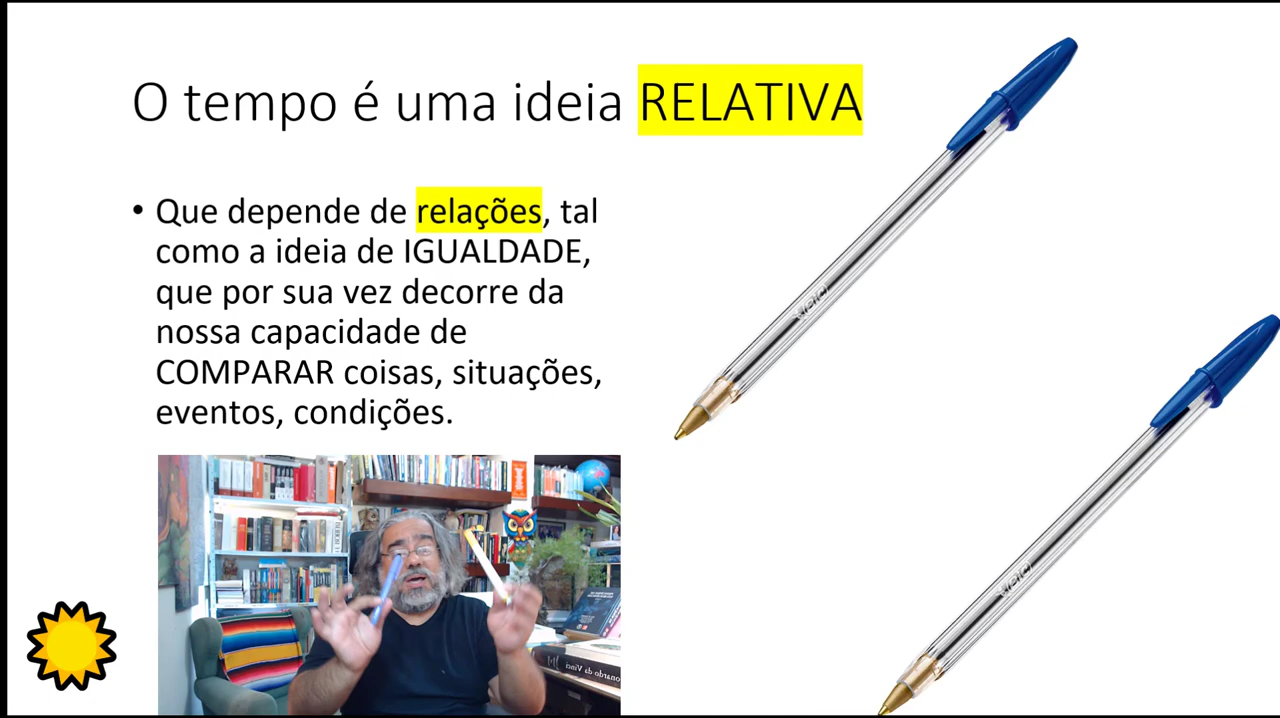 O tempo é uma ideia RELATIVA
• Que depende de relações, tal
como a ideia de IGUALDADE,
que por sua vez decorre da
nossa capacidade de
COMPARAR coisas, situações,
eventos, condições.